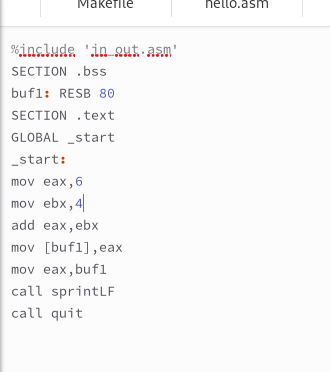 Makefile hello.asm
%include 'in_out.asm'
SECTION .bss
buf1: RESB 80
SECTION .text
GLOBAL _start
_start:
mov eax,6
mov ebx,4
add eax,ebx
mov [buf1],eax
mov eax,buf1
call sprintLF
call quit